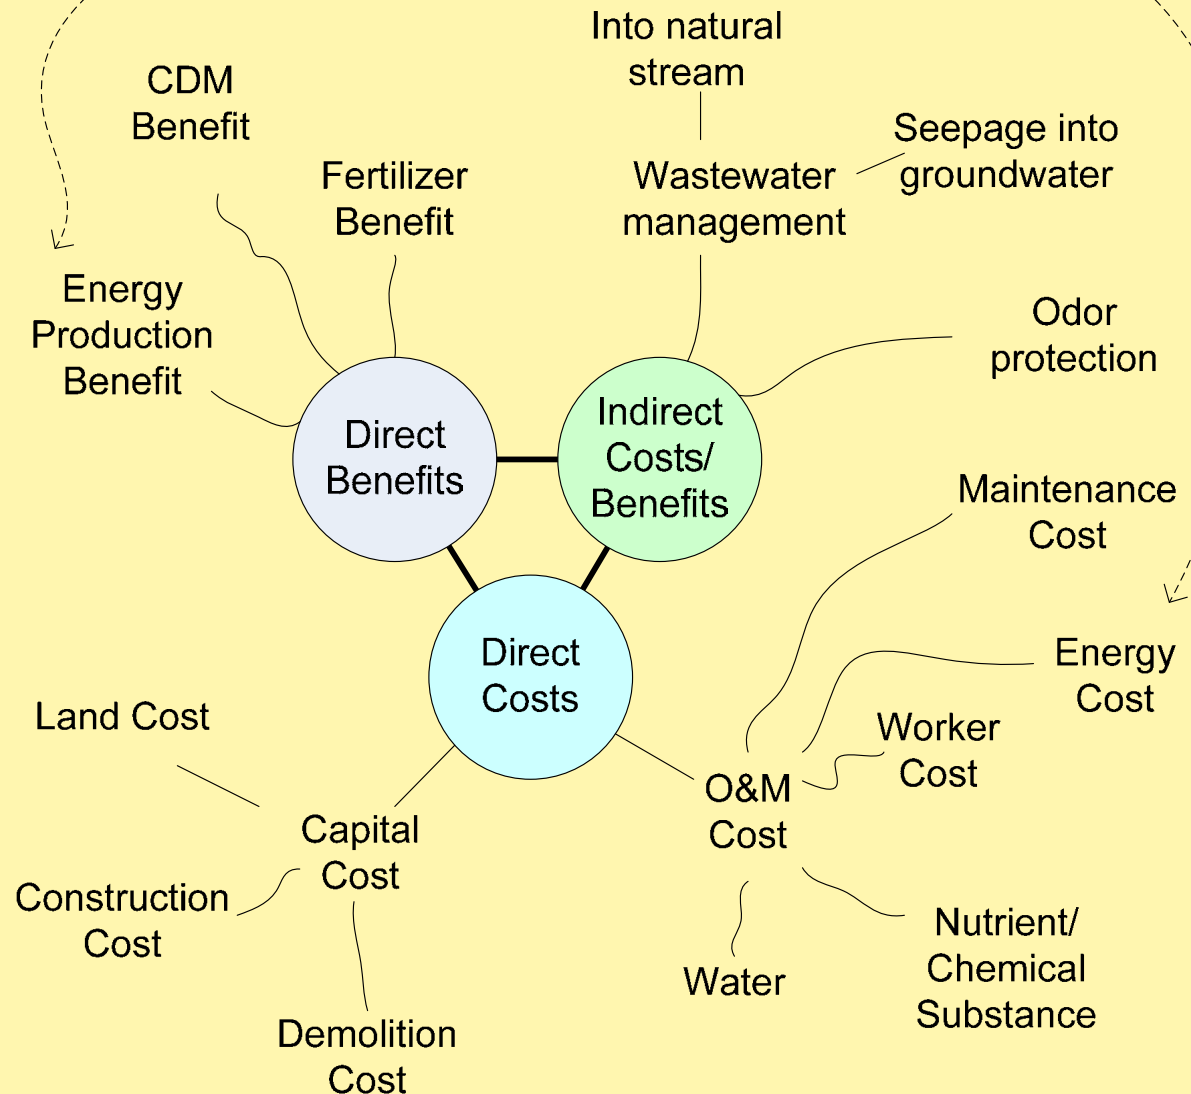 Into natural
stream
CDM
Benefit
Fertilizer
Benefit
Wastewater
management
Seepage into
groundwater
Energy
Production
Benefit
Odor
protection
Direct
Benefits
Indirect
Costs/
Benefits
Maintenance
Cost
Direct
Costs
Energy
Cost
Land Cost
Worker
Cost
O&M
Cost
Capital
Cost
Construction
Cost
Nutrient/
Chemical
Substance
Water
Demolition
Cost